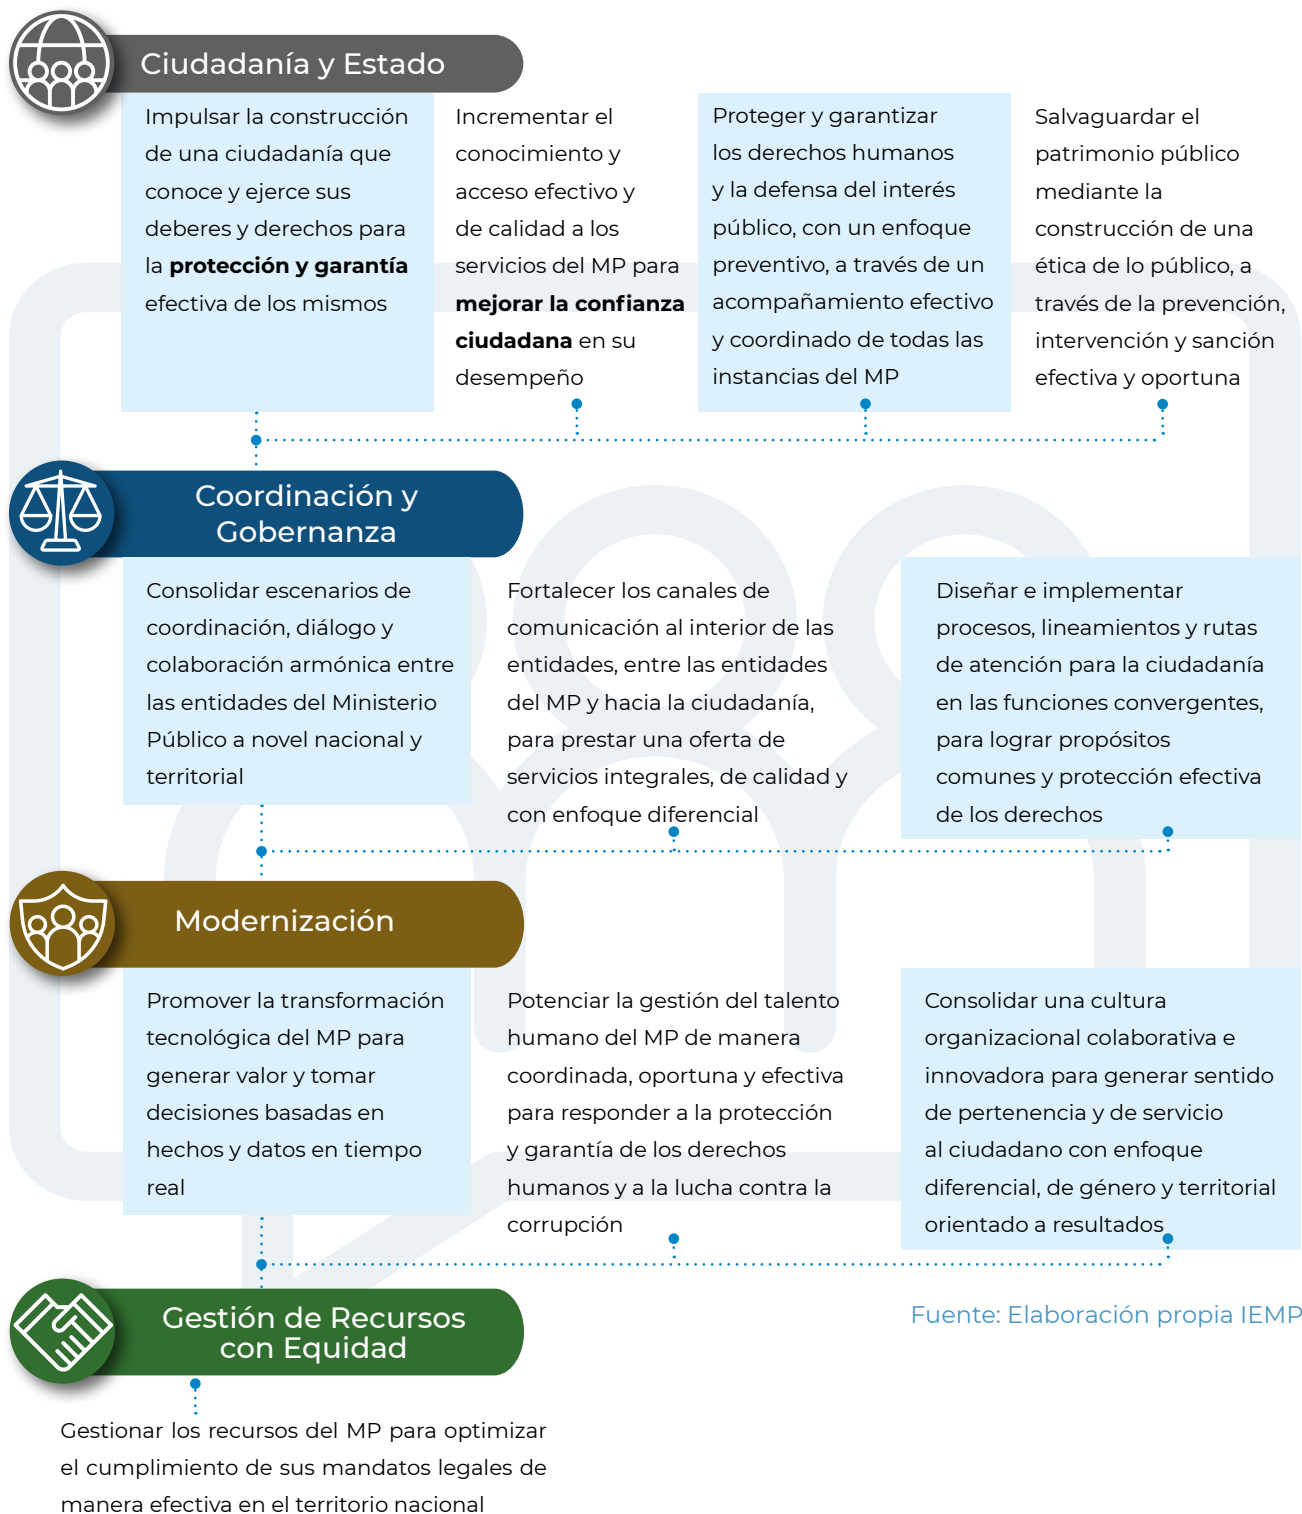 Ciudadanía y Estado
Impulsar la construcción
de una ciudadanía que
conoce y ejerce sus
deberes y derechos para
la protección y garantía
efectiva de los mismos
Incrementar el
conocimiento y
acceso efectivo y
de calidad a los
servicios del MP para
mejorar la confianza
ciudadana en su
desempeño
Proteger y garantizar
los derechos humanos
y la defensa del interés
público, con un enfoque
preventivo, a través de un
acompañamiento efectivo
y coordinado de todas las
instancias del MP
Salvaguardar el
patrimonio público
mediante la
construcción de una
ética de lo público, a
través de la prevención,
intervención y sanción
efectiva y oportuna
Coordinación y
Gobernanza
Consolidar escenarios de
coordinación, diálogo y
colaboración armónica entre
las entidades del Ministerio
Público a novel nacional y
territorial
Fortalecer los canales de
comunicación al interior de las
entidades, entre las entidades
del MP y hacia la ciudadanía,
para prestar una oferta de
servicios integrales, de calidad y
con enfoque diferencial
Diseñar e implementar
procesos, lineamientos y rutas
de atención para la ciudadanía
en las funciones convergentes,
para lograr propósitos
comunes y protección efectiva
de los derechos
Modernización
Promover la transformación
tecnológica del MP para
generar valor y tomar
decisiones basadas en
hechos y datos en tiempo
real
Potenciar la gestión del talento
humano del MP de manera
coordinada, oportuna y efectiva
para responder a la protección
y garantía de los derechos
humanos y a la lucha contra la
corrupción
Consolidar una cultura
organizacional colaborativa e
innovadora para generar sentido
de pertenencia y de servicio
al ciudadano con enfoque
diferencial, de género y territorial
orientado a resultados
Gestión de Recursos
con Equidad
Fuente: Elaboración propia IEMP
Gestionar los recursos del MP para optimizar
el cumplimiento de sus mandatos legales de
manera efectiva en el territorio nacional